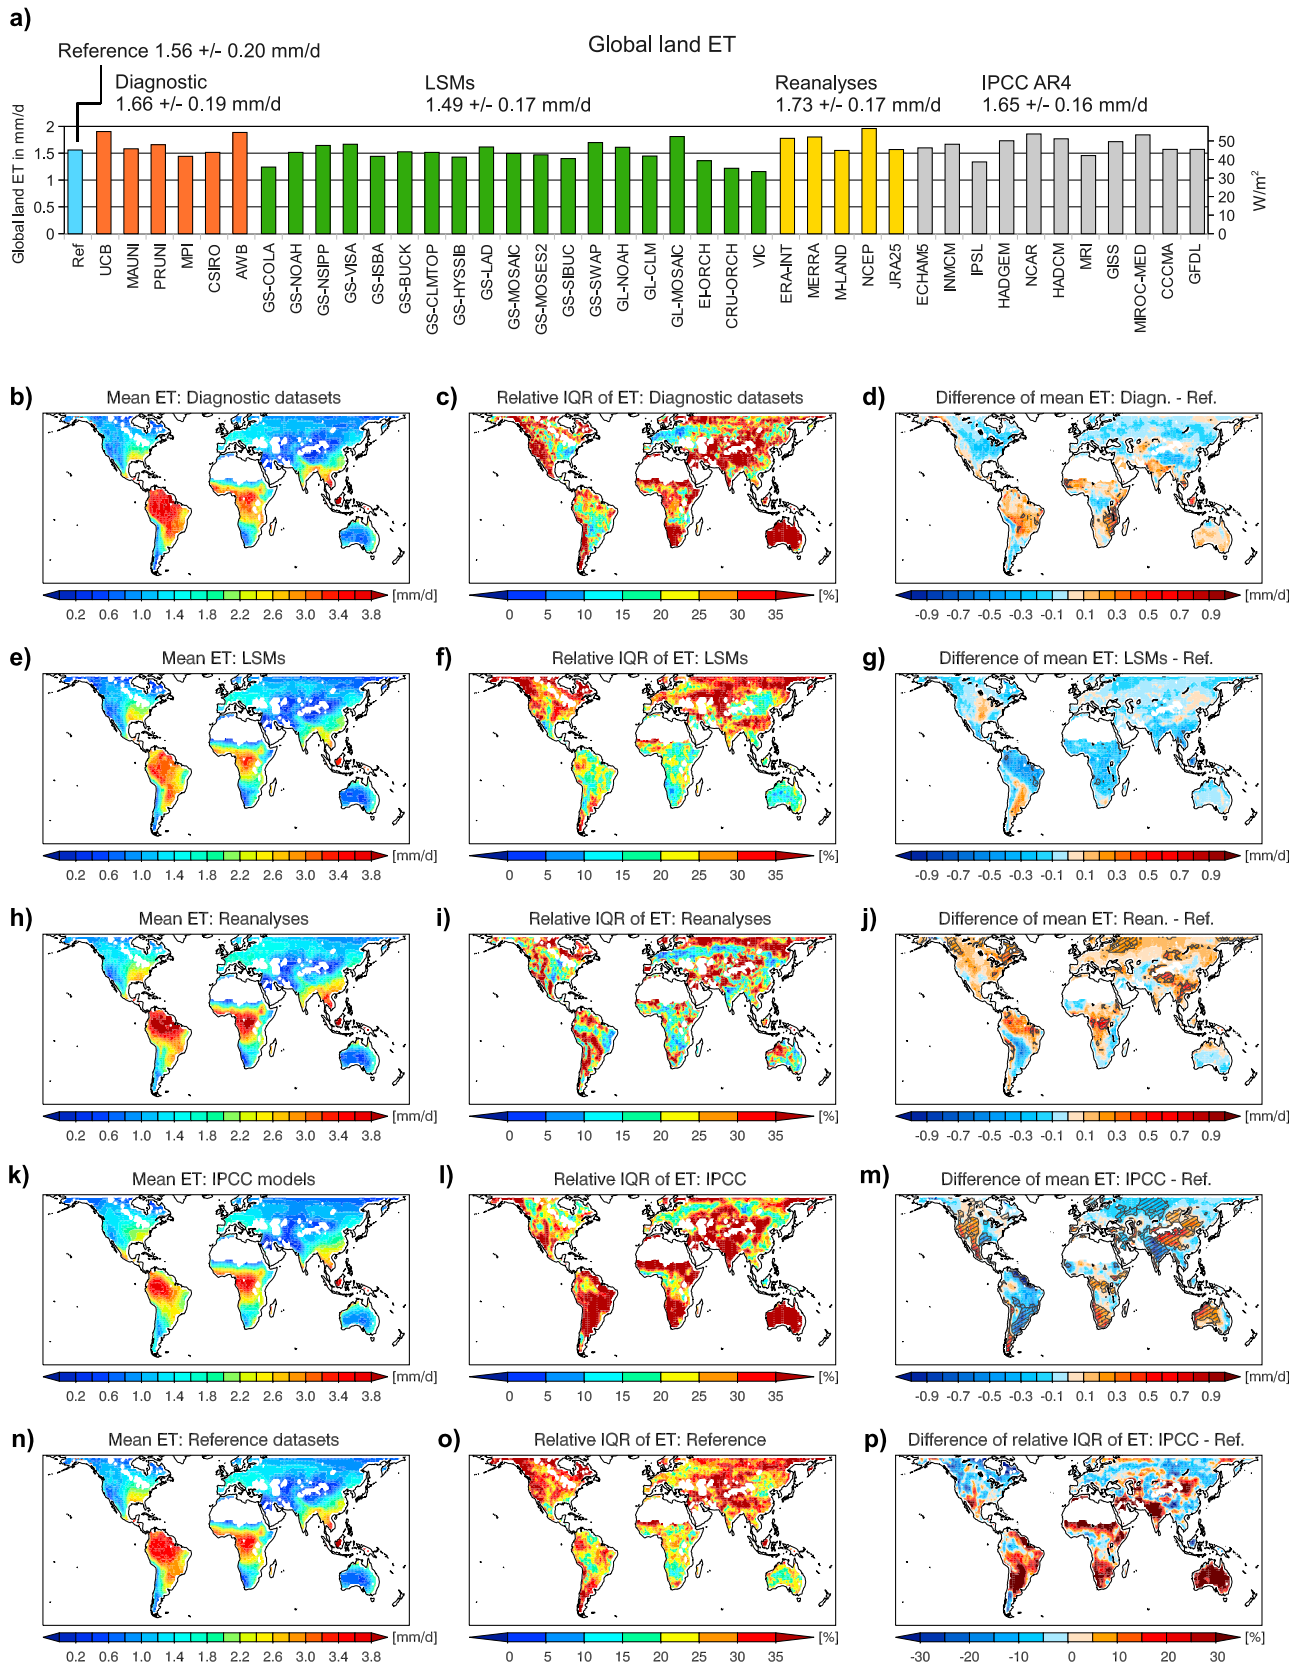 a)
Global land ET
Reference 1.56 +/- 0.20 mm/d
Diagnostic LSMs Reanalyses IPCC AR4
1.66 +/- 0.19 mm/d 1.49 +/- 0.17 mm/d 1.73 +/- 0.17 mm/d 1.65 +/- 0.16 mm/d
Global land ET in mm/d
2
1.5
1
0.5
0
50
40
30
20
10
0
W/m²
Ref UCB MAUNI PRUNI MPI CSIRO AWB GS-COLA GS-NOAH GS-NSIPP GS-VISA GS-ISBA GS-BUCK GS-CLMTOP GS-HYSSIB GS-LAD GS-MOSAIC GS-MOSES2 GS-SIBUC GS-SWAP GL-NOAH GL-CLM GL-MOSAIC EI-ORCH CRU-ORCH VIC ERA-INT MERRA M-LAND NCEP JRA25 ECHAM5 INMCM IPSL HADGEM NCAR HADCM MRI GISS MIROC-MED CCCMA GFDL
b) Mean ET: Diagnostic datasets
0.2 0.6 1.0 1.4 1.8 2.2 2.6 3.0 3.4 3.8 [mm/d]
c) Relative IQR of ET: Diagnostic datasets
0 5 10 15 20 25 30 35 [%]
d) Difference of mean ET: Diagn. - Ref.
-0.9 -0.7 -0.5 -0.3 -0.1 0.1 0.3 0.5 0.7 0.9 [mm/d]
e) Mean ET: LSMs
0.2 0.6 1.0 1.4 1.8 2.2 2.6 3.0 3.4 3.8 [mm/d]
f) Relative IQR of ET: LSMs
0 5 10 15 20 25 30 35 [%]
g) Difference of mean ET: LSMs - Ref.
-0.9 -0.7 -0.5 -0.3 -0.1 0.1 0.3 0.5 0.7 0.9 [mm/d]
h) Mean ET: Reanalyses
0.2 0.6 1.0 1.4 1.8 2.2 2.6 3.0 3.4 3.8 [mm/d]
i) Relative IQR of ET: Reanalyses
0 5 10 15 20 25 30 35 [%]
j) Difference of mean ET: Rean. - Ref.
-0.9 -0.7 -0.5 -0.3 -0.1 0.1 0.3 0.5 0.7 0.9 [mm/d]
k) Mean ET: IPCC models
0.2 0.6 1.0 1.4 1.8 2.2 2.6 3.0 3.4 3.8 [mm/d]
l) Relative IQR of ET: IPCC
0 5 10 15 20 25 30 35 [%]
m) Difference of mean ET: IPCC - Ref.
-0.9 -0.7 -0.5 -0.3 -0.1 0.1 0.3 0.5 0.7 0.9 [mm/d]
n) Mean ET: Reference datasets
0.2 0.6 1.0 1.4 1.8 2.2 2.6 3.0 3.4 3.8 [mm/d]
o) Relative IQR of ET: Reference
0 5 10 15 20 25 30 35 [%]
p) Difference of relative IQR of ET: IPCC - Ref.
-30 -20 -10 0 10 20 30 [%]